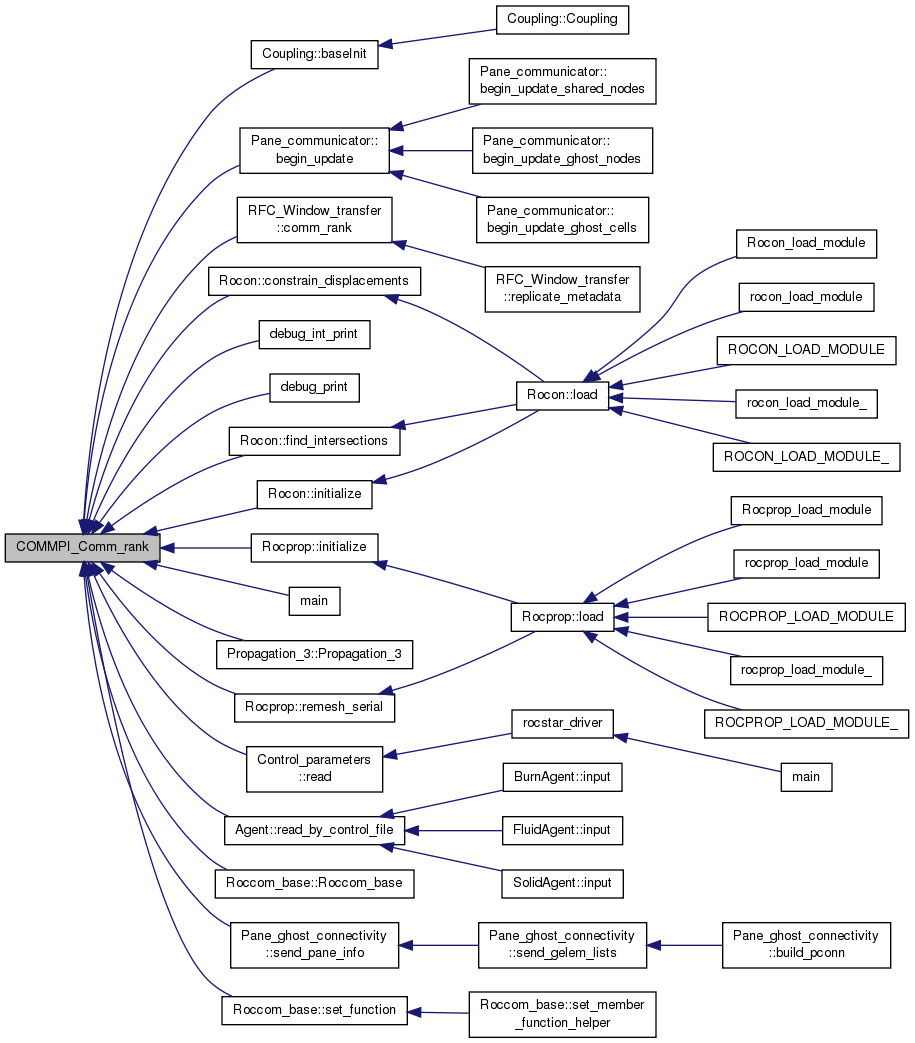 Coupling::Coupling
Coupling::baseInit
Pane_communicator::
begin_update_shared_nodes
Pane_communicator::
begin_update
Pane_communicator::
begin_update_ghost_nodes
Pane_communicator::
begin_update_ghost_cells
RFC_Window_transfer
::comm_rank
RFC_Window_transfer
::replicate_metadata
Rocon_load_module
Rocon::constrain_displacements
rocon_load_module
debug_int_print
ROCON_LOAD_MODULE
debug_print
Rocon::load
rocon_load_module_
Rocon::find_intersections
ROCON_LOAD_MODULE_
Rocon::initialize
Rocprop_load_module
COMMPI_Comm_rank
Rocprop::initialize
rocprop_load_module
main
Rocprop::load
ROCPROP_LOAD_MODULE
Propagation_3::Propagation_3
rocprop_load_module_
Rocprop::remesh_serial
ROCPROP_LOAD_MODULE_
rocstar_driver
Control_parameters
::read
main
BurnAgent::input
Agent::read_by_control_file
FluidAgent::input
Roccom_base::Roccom_base
SolidAgent::input
Pane_ghost_connectivity
::send_pane_info
Pane_ghost_connectivity
::send_gelem_lists
Pane_ghost_connectivity
::build_pconn
Roccom_base::set_function
Roccom_base::set_member
_function_helper